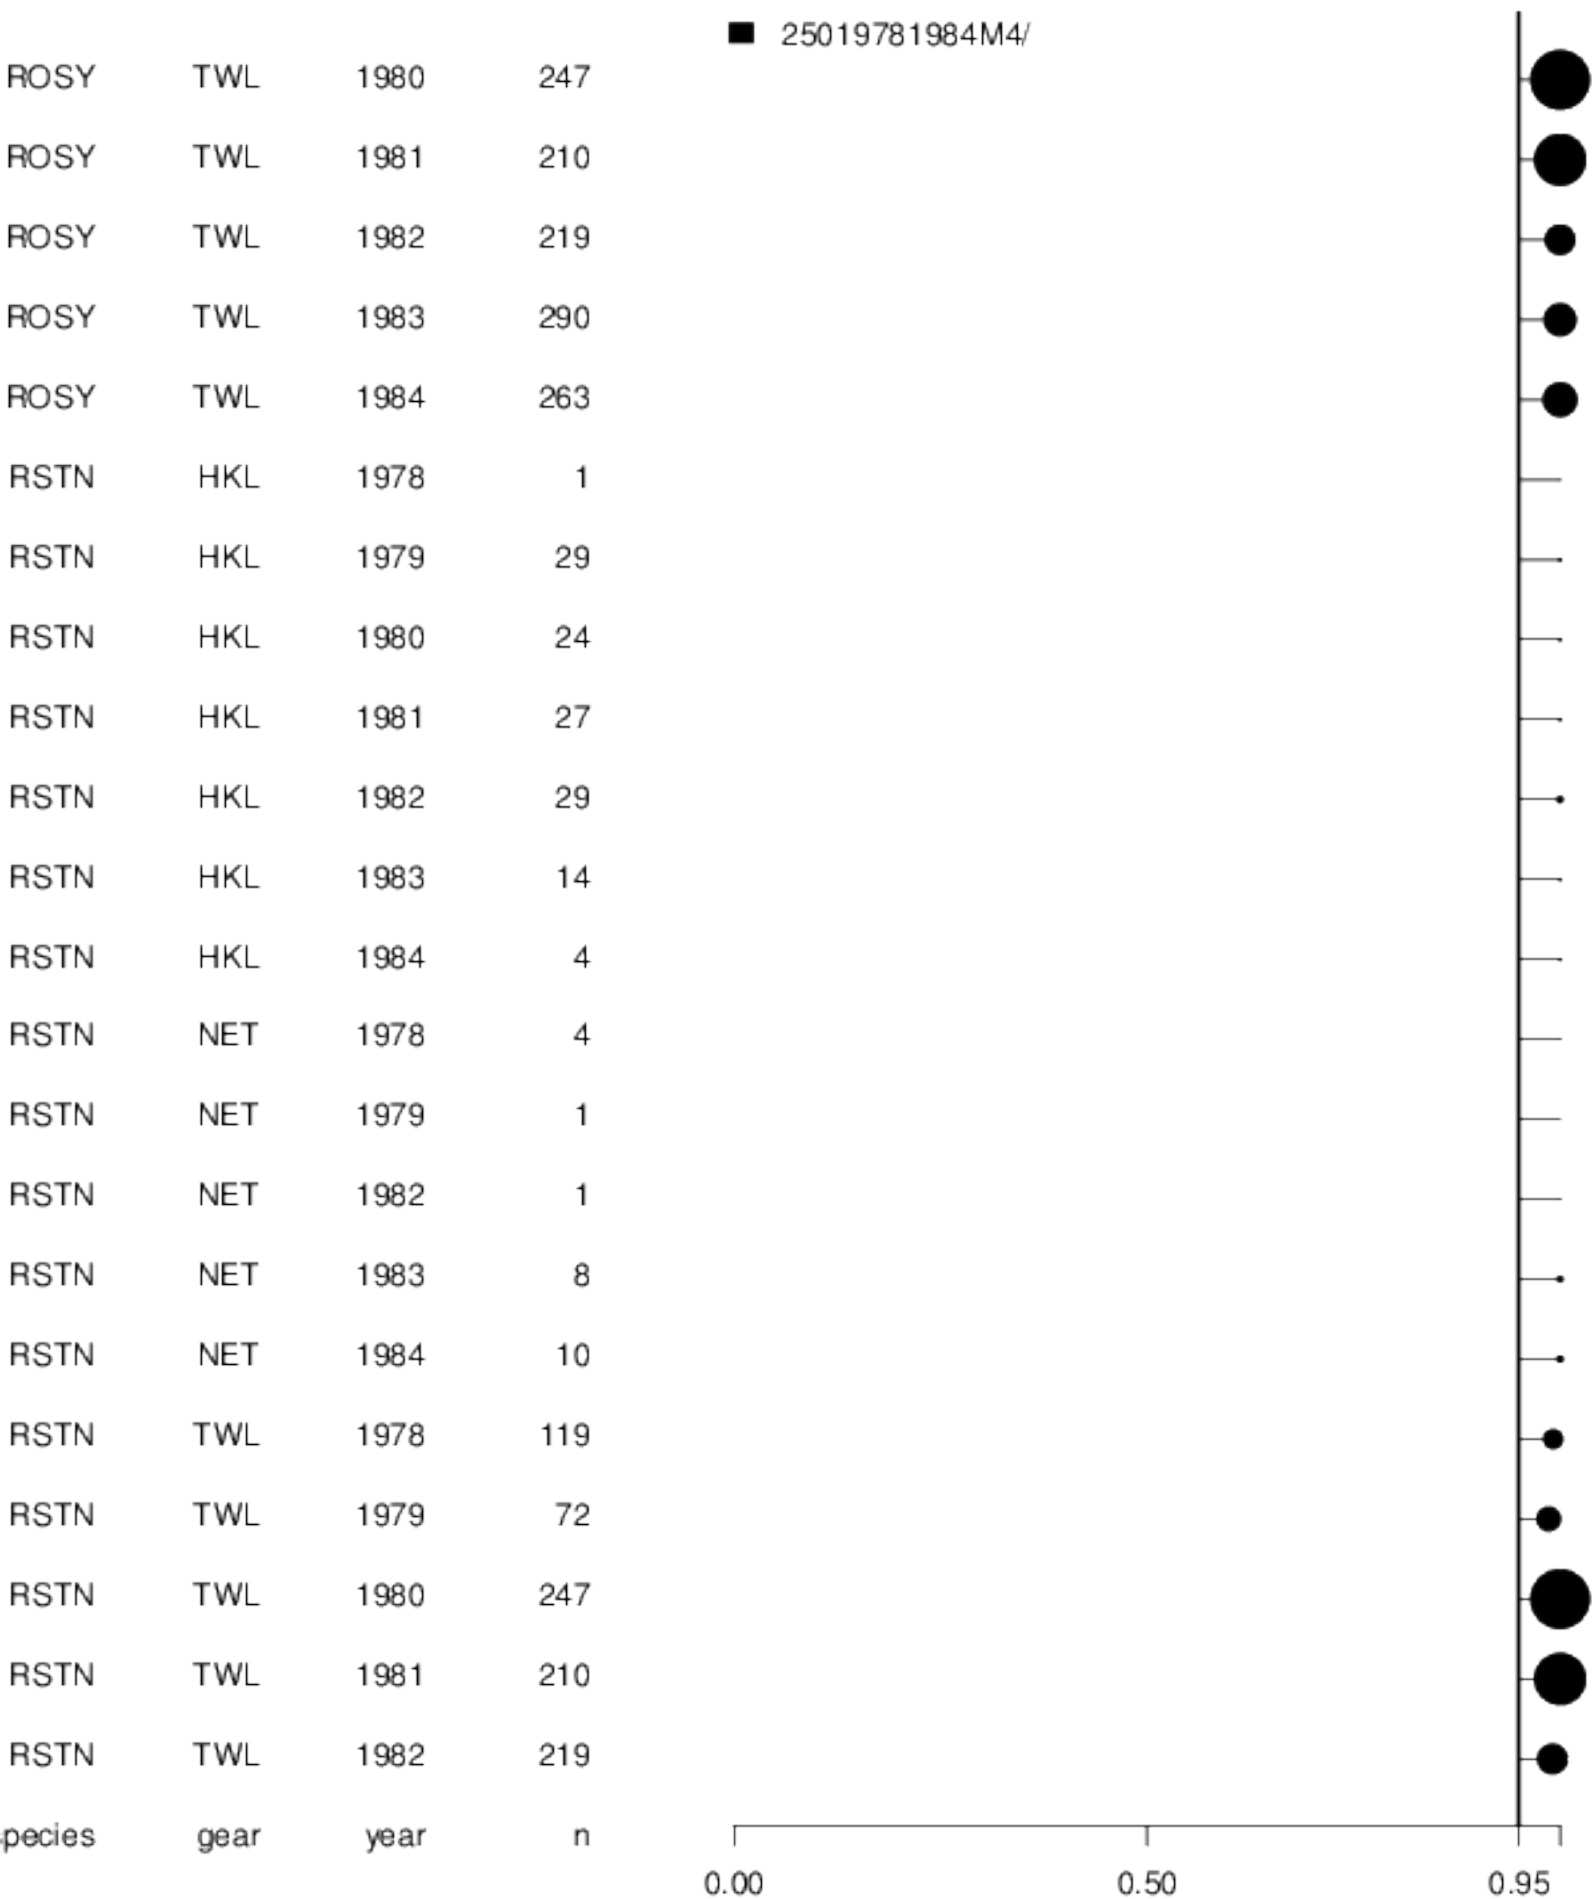 25019781984M4/
ROSY TWL 1980 247
ROSY TWL 1981 210
ROSY TWL 1982 219
ROSY TWL 1983 290
ROSY TWL 1984 263
RSTN HKL 1978 1
RSTN HKL 1979 29
RSTN HKL 1980 24
RSTN HKL 1981 27
RSTN HKL 1982 29
RSTN HKL 1983 14
RSTN HKL 1984 4
RSTN NET 1978 4
RSTN NET 1979 1
RSTN NET 1982 1
RSTN NET 1983 8
RSTN NET 1984 10
RSTN TWL 1978 119
RSTN TWL 1979 72
RSTN TWL 1980 247
RSTN TWL 1981 210
RSTN TWL 1982 219
pecies gear year n
0.00 0.50 0.95